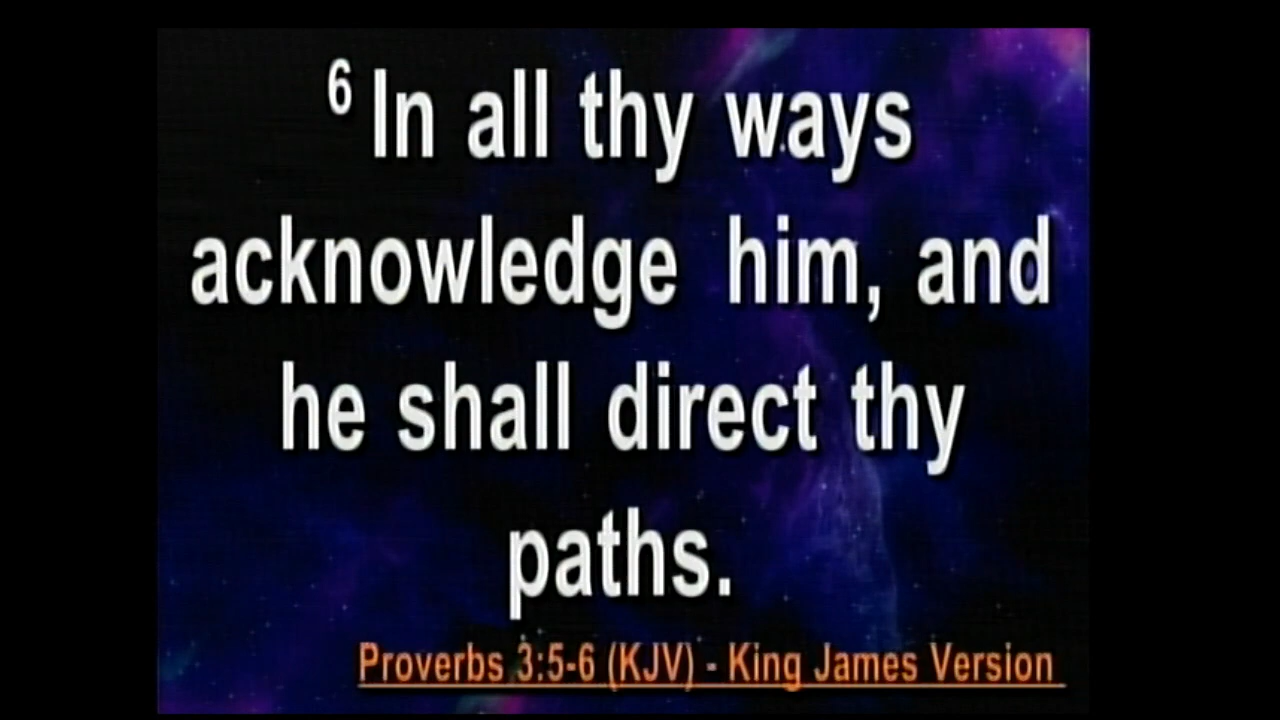 6 In all thy ways
acknowledge him, and
he shall direct thy
paths.
Proverbs 3:5-6 (KJV) - King James Version